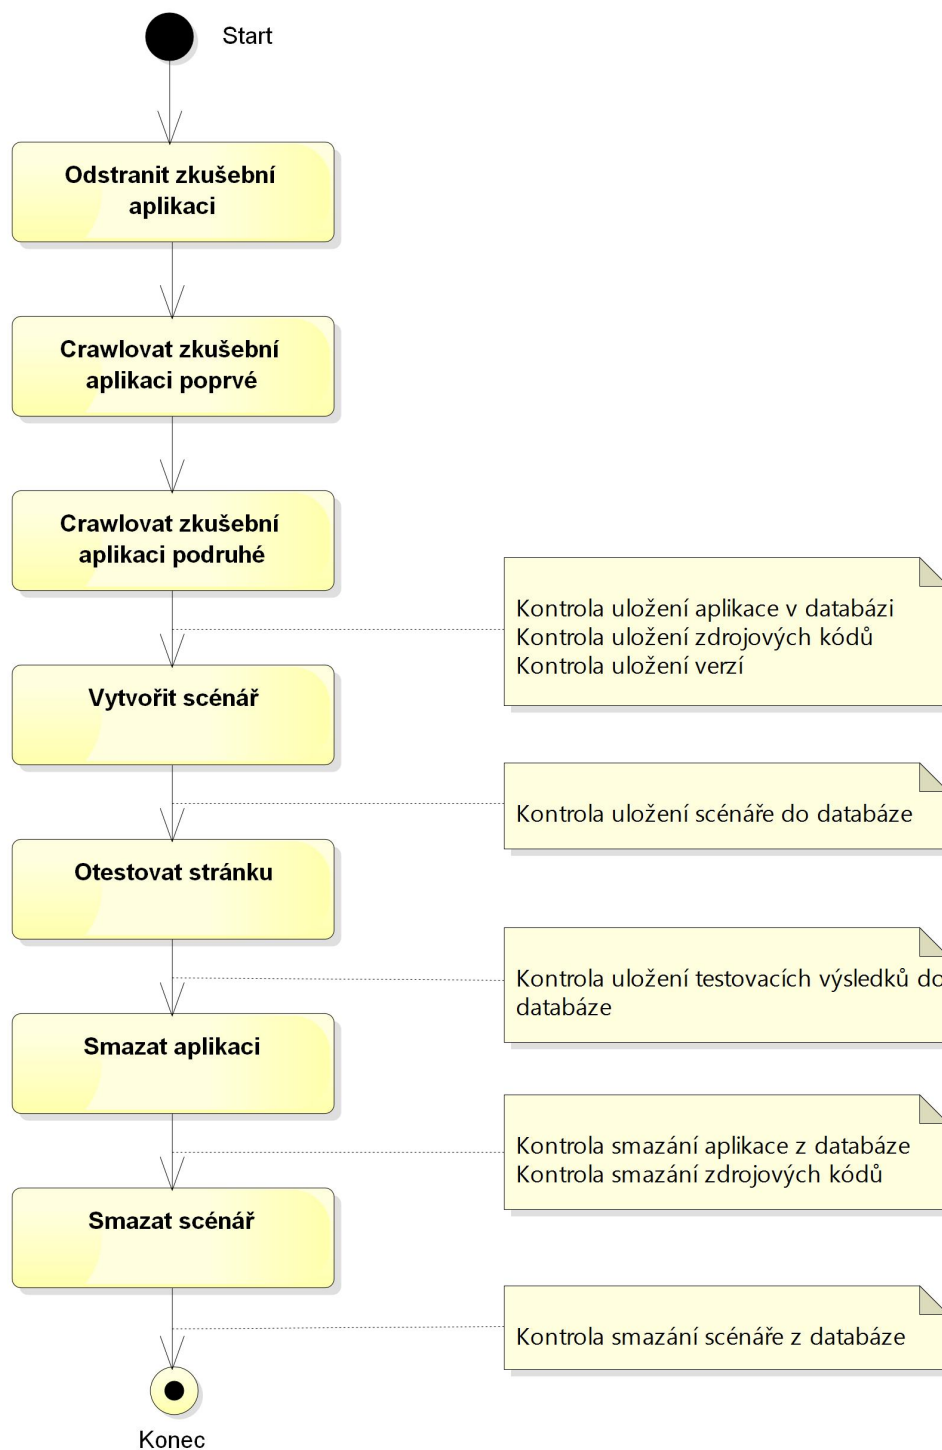 Start
Odstranit zkušební
aplikaci
Crawlovat zkušební
aplikaci poprvé
Crawlovat zkušební
aplikaci podruhé
Kontrola uložení aplikace v databázi
Kontrola uložení zdrojových kódů
Kontrola uložení verzí
Vytvořit scénář
Kontrola uložení scénáře do databáze
Otestovat stránku
Kontrola uložení testovacích výsledků do
databáze
Smazat aplikaci
Kontrola smazání aplikace z databáze
Kontrola smazání zdrojových kódů
Smazat scénář
Kontrola smazání scénáře z databáze
Konec